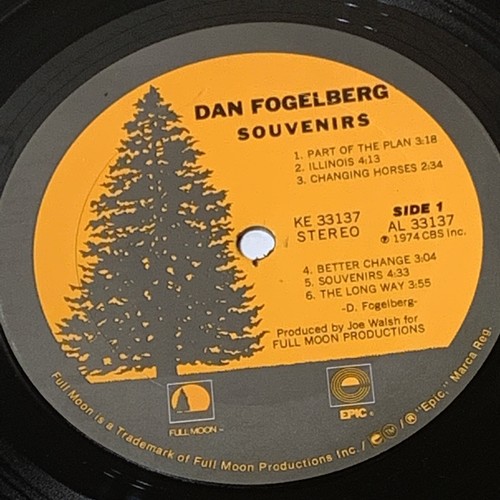 DAN FOGELBERG
SOUVENIRS
1. PART OF THE PLAN 3:18
2. ILLINOIS 4:13
3. CHANGING HORSES 2:34
KE 33137
STEREO
SIDE 1
AL 33137
℗ 1974 CBS Inc.
4. BETTER CHANGE 3:04
5. SOUVENIRS 4:33
6. THE LONG WAY 3:55
-D. Fogelberg-
Produced by Joe Walsh for
FULL MOON PRODUCTIONS
FULL MOON ™
EPIC ®
Full Moon is a Trademark of Full Moon Productions Inc. / ® "Epic," Marca Reg.